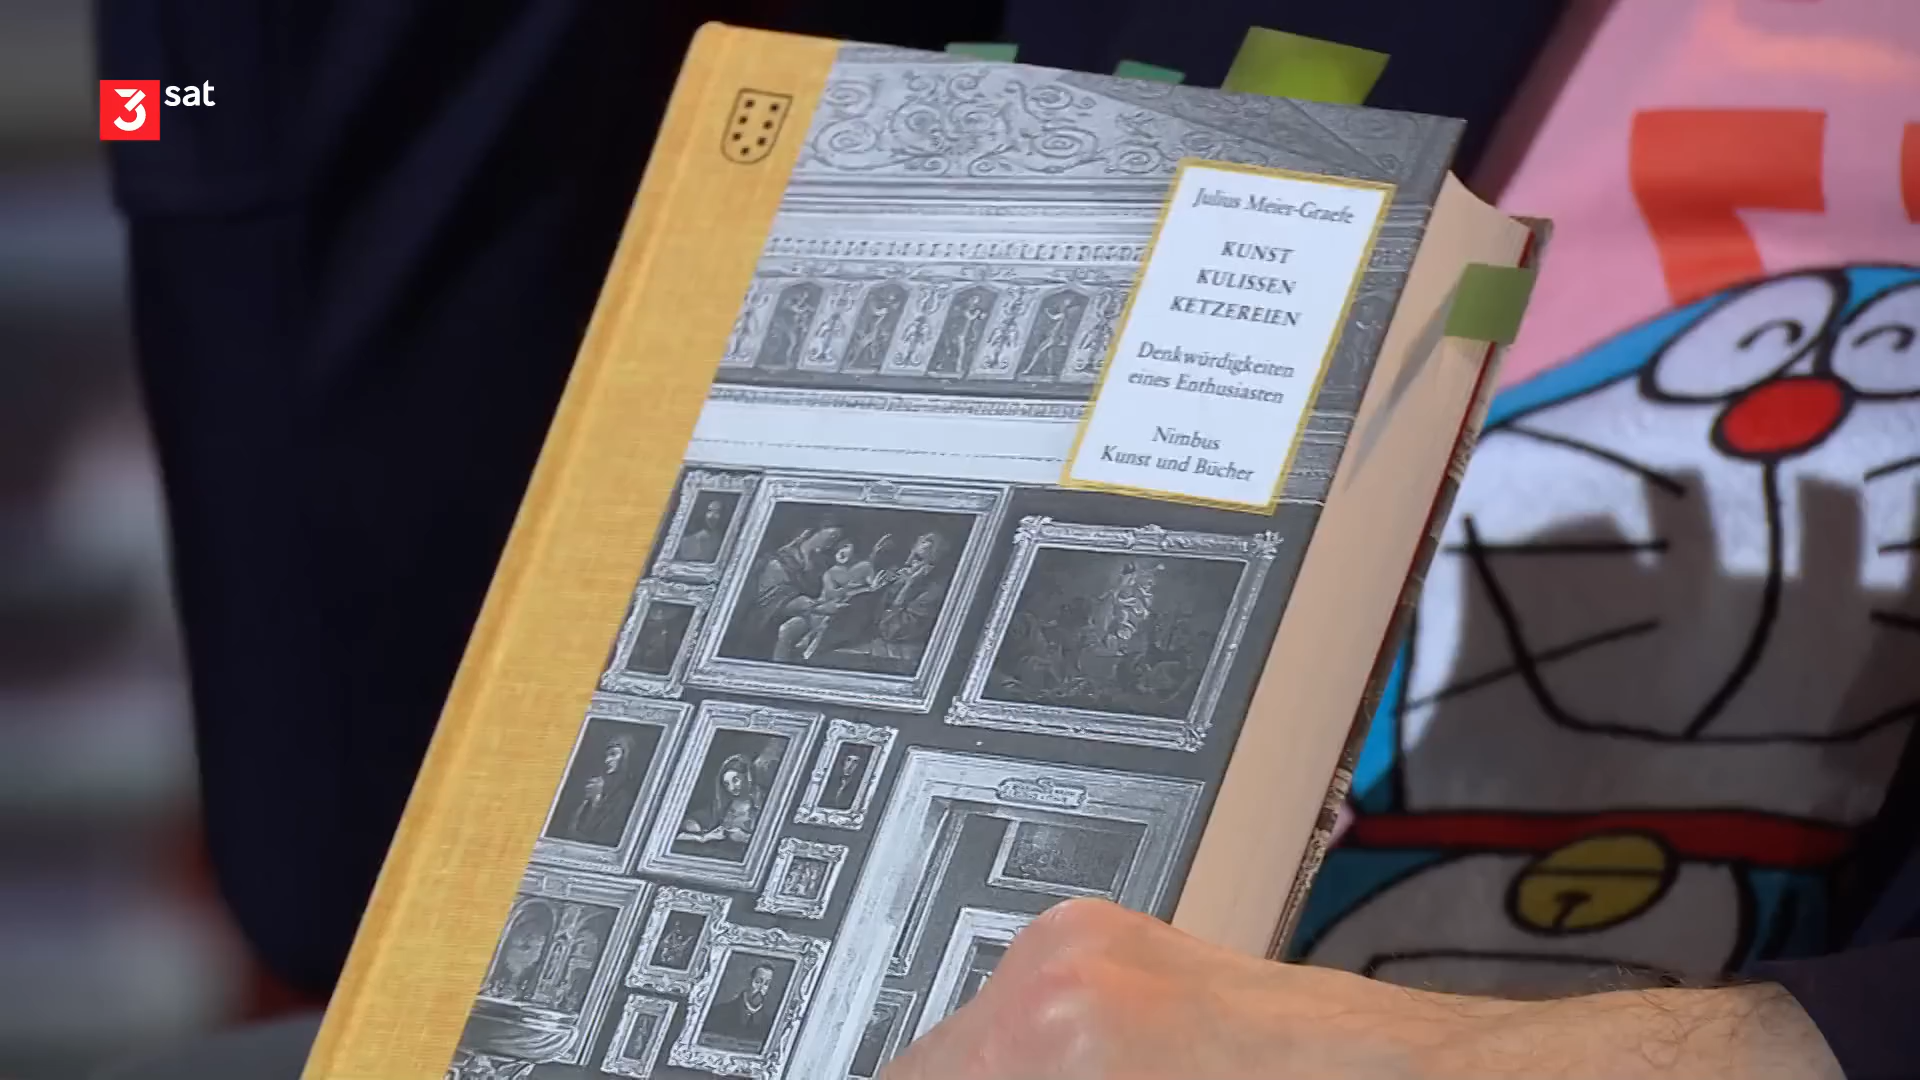 3sat
Julius Meier-Graefe
KUNST
KULISSEN
KETZEREIEN
Denkwürdigkeiten
eines Enthusiasten
Nimbus
Kunst und Bücher